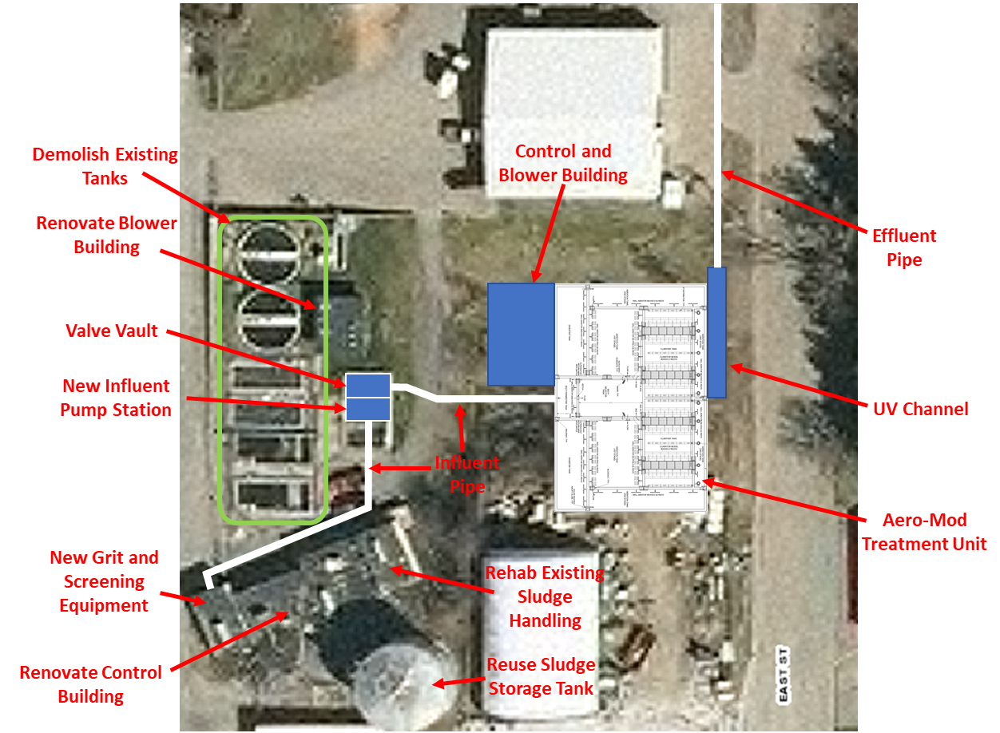 Demolish Existing
Tanks
Renovate Blower
Building
Valve Vault
New Influent
Pump Station
New Grit and
Screening
Equipment
Renovate Control
Building
Control and
Blower Building
Influent
Pipe
Rehab Existing
Sludge
Handling
Reuse Sludge
Storage Tank
Effluent
Pipe
UV Channel
Aero-Mod
Treatment Unit
EAST ST